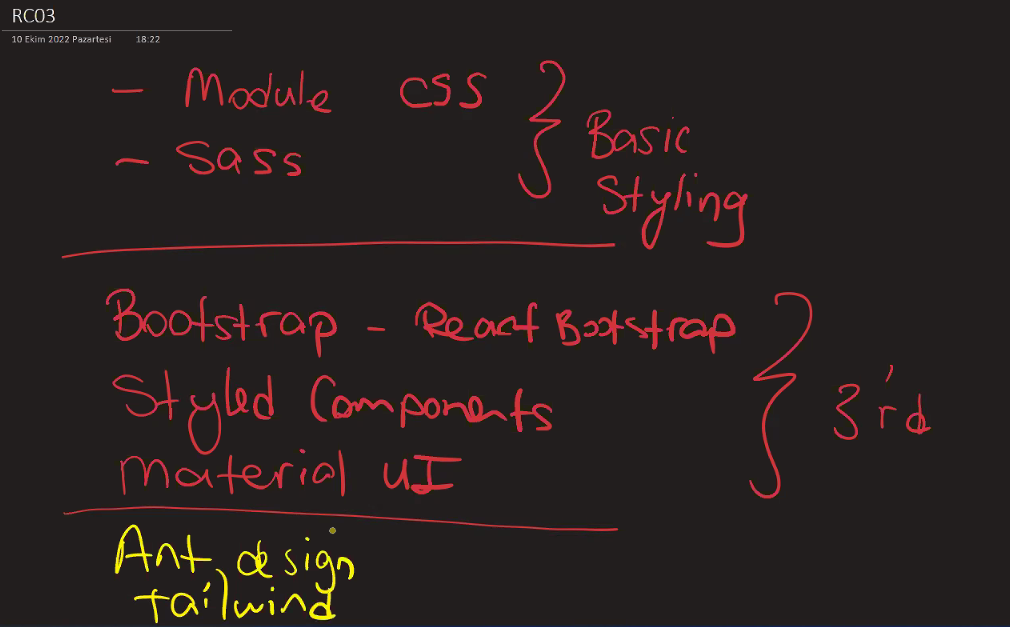 RC03
10 Ekim 2022 Pazartesi 18:22
- Module CSS
- Sass
Basic
Styling
Bootstrap - React Bootstrap
Styled Components
Material UI
3'rd
Ant design
tailwind